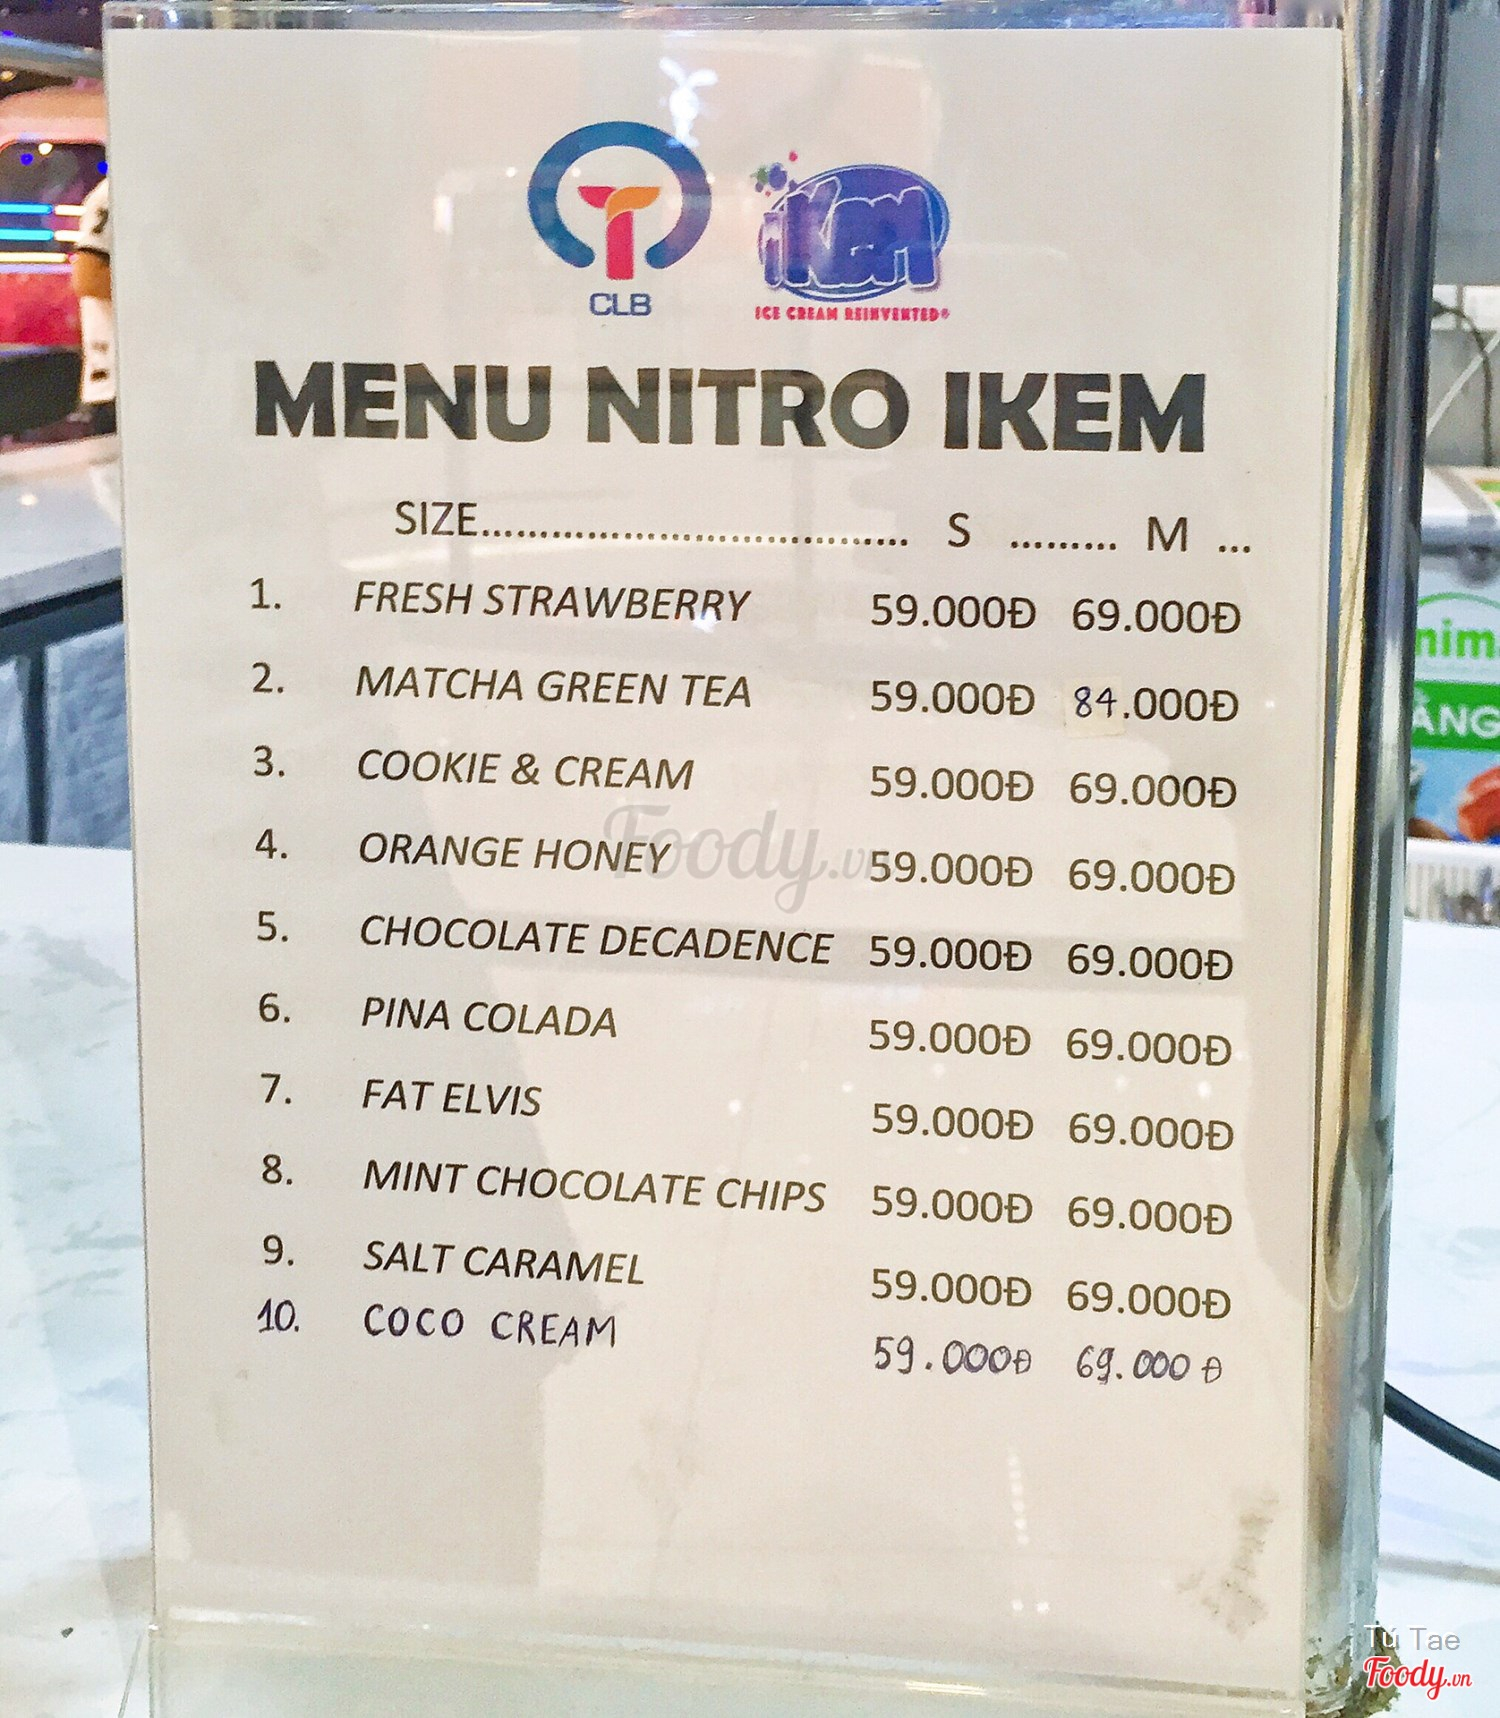 CLB
iKem
ICE CREAM REINVENTED®
MENU NITRO IKEM
SIZE.................................... S ......... M ...
1. FRESH STRAWBERRY 59.000Đ 69.000Đ
2. MATCHA GREEN TEA 59.000Đ 84.000Đ
3. COOKIE & CREAM 59.000Đ 69.000Đ
4. ORANGE HONEY 59.000Đ 69.000Đ
5. CHOCOLATE DECADENCE 59.000Đ 69.000Đ
6. PINA COLADA 59.000Đ 69.000Đ
7. FAT ELVIS 59.000Đ 69.000Đ
8. MINT CHOCOLATE CHIPS 59.000Đ 69.000Đ
9. SALT CARAMEL 59.000Đ 69.000Đ
10. COCO CREAM 59.000Đ 69.000Đ
Foody.vn
Tú Tae
Foody.vn